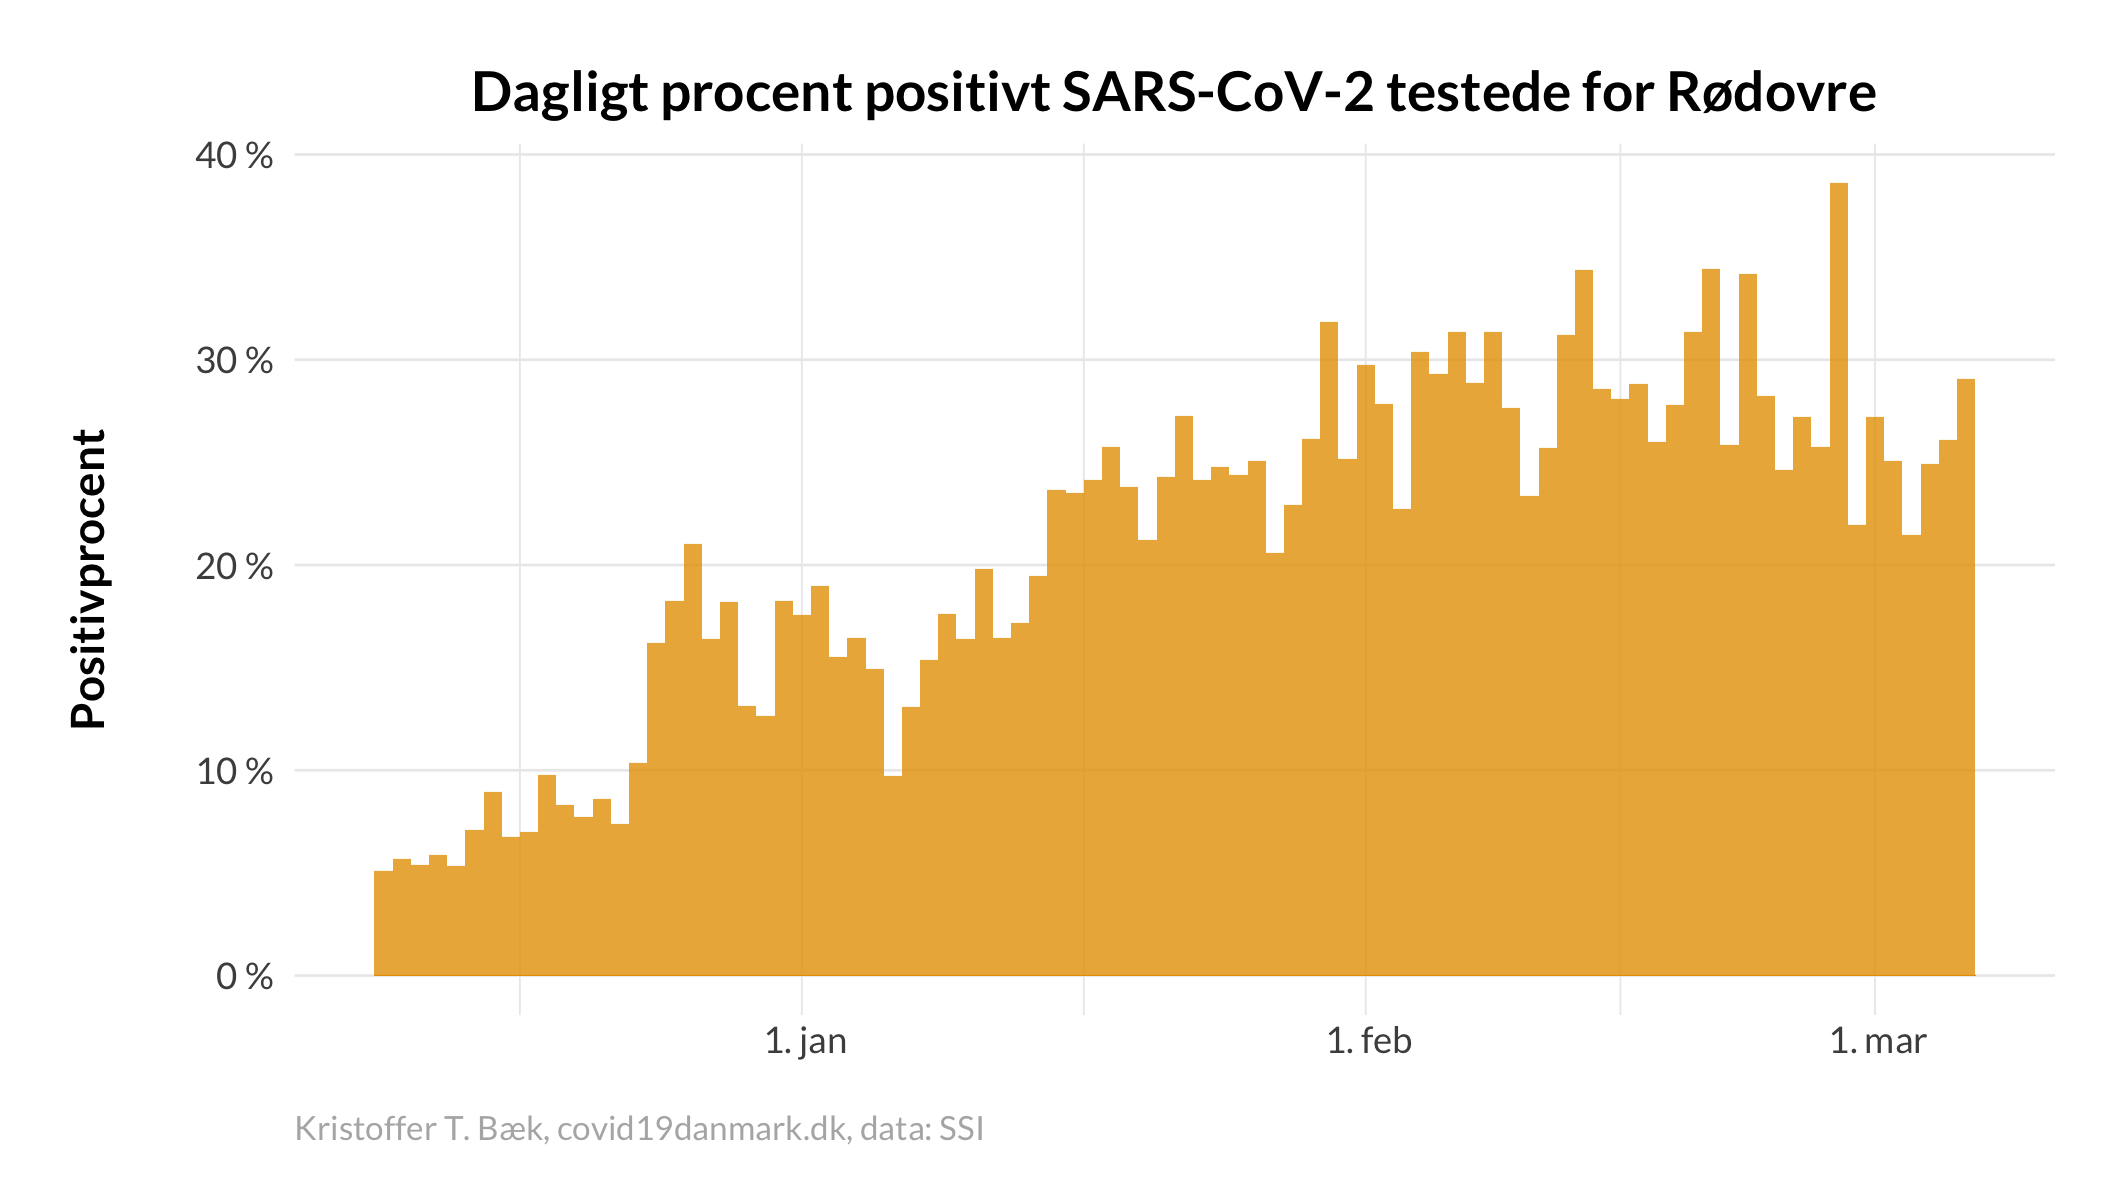 Dagligt procent positivt SARS-CoV-2 testede for Rødovre
Positivprocent
40 %
30 %
20 %
10 %
0 %
1. jan
1. feb
1. mar
Kristoffer T. Bæk, covid19danmark.dk, data: SSI